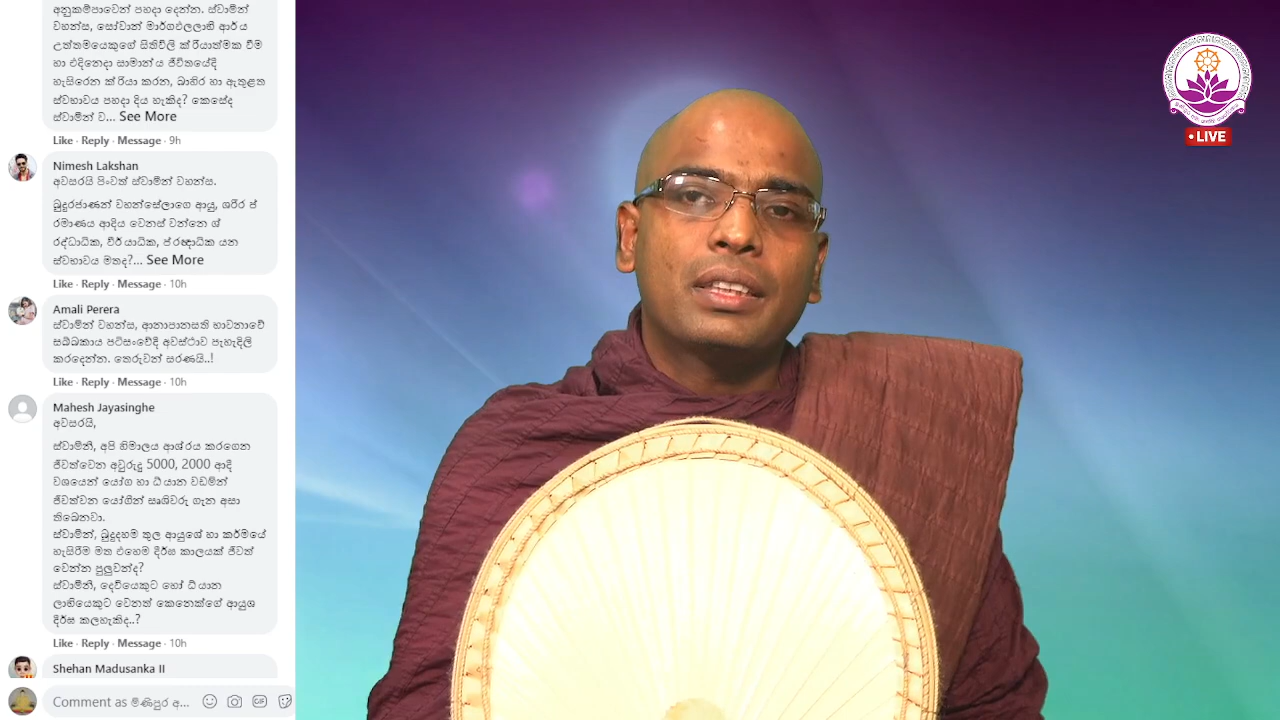 අනුකම්පාවෙන් පහදා දෙන්න. ස්වාමින්
වහන්ස, සෝවාන් මාර්ගඵලලාභී ආර්ය
උත්තමයෙකුගේ සිතිවිලි ක්‍රියාත්මක වීම
හා එදිනෙදා සාමාන්‍ය ජීවිතයේදි
හැසිරෙන ක්‍රියා කරන, බාහිර හා ඇතුළත
ස්වභාවය පහදා දිය හැකිද? කෙසේද
ස්වාමින් ව... See More
Like · Reply · Message · 9h
Nimesh Lakshan
අවසරයි පිංවත් ස්වාමින් වහන්ස.
බුදුරජාණන් වහන්සේලාගෙ ආයු, ශරීර ප්
රමාණය ආදිය වෙනස් වන්නෙ ශ්
රද්ධාධික, වීර්යාධික, ප්‍රඥාධික යන
ස්වභාවය මතද?... See More
Like · Reply · Message · 10h
Amali Perera
ස්වාමින් වහන්ස, ආනාපානසති භාවනාවේ
සබ්බකාය පටිසංවේදී අවස්ථාව පැහැදිලි
කරදෙන්න. තෙරුවන් සරණයි..!
Like · Reply · Message · 10h
Mahesh Jayasinghe
අවසරයි,
ස්වාමීනි, අපි හිමාලය ආශ්‍රය කරගෙන
ජීවත්වෙන අවුරුදු 5000, 2000 ආදි
වශයෙන් යෝග හා ධ්‍යාන වඩමින්
ජීවත්වන යෝගීන් සෘශිවරු ගැන අසා
තිබෙනවා.
ස්වාමීන්, බුදුදහම තුල ආයුශේ හා කර්මයේ
හැසිරීම මත එහෙම දීර්ඝ කාලයක් ජීවත්
වෙන්න පුලුවන්ද?
ස්වාමීනි, දෙවියෙකුට හෝ ධ්‍යාන
ලාභියෙකුට වෙනත් කෙනෙක්ගේ ආයුශ
දීර්ඝ කලහැකිද..?
Like · Reply · Message · 10h
Shehan Madusanka II
Comment as මිණිපුර අ...
LIVE